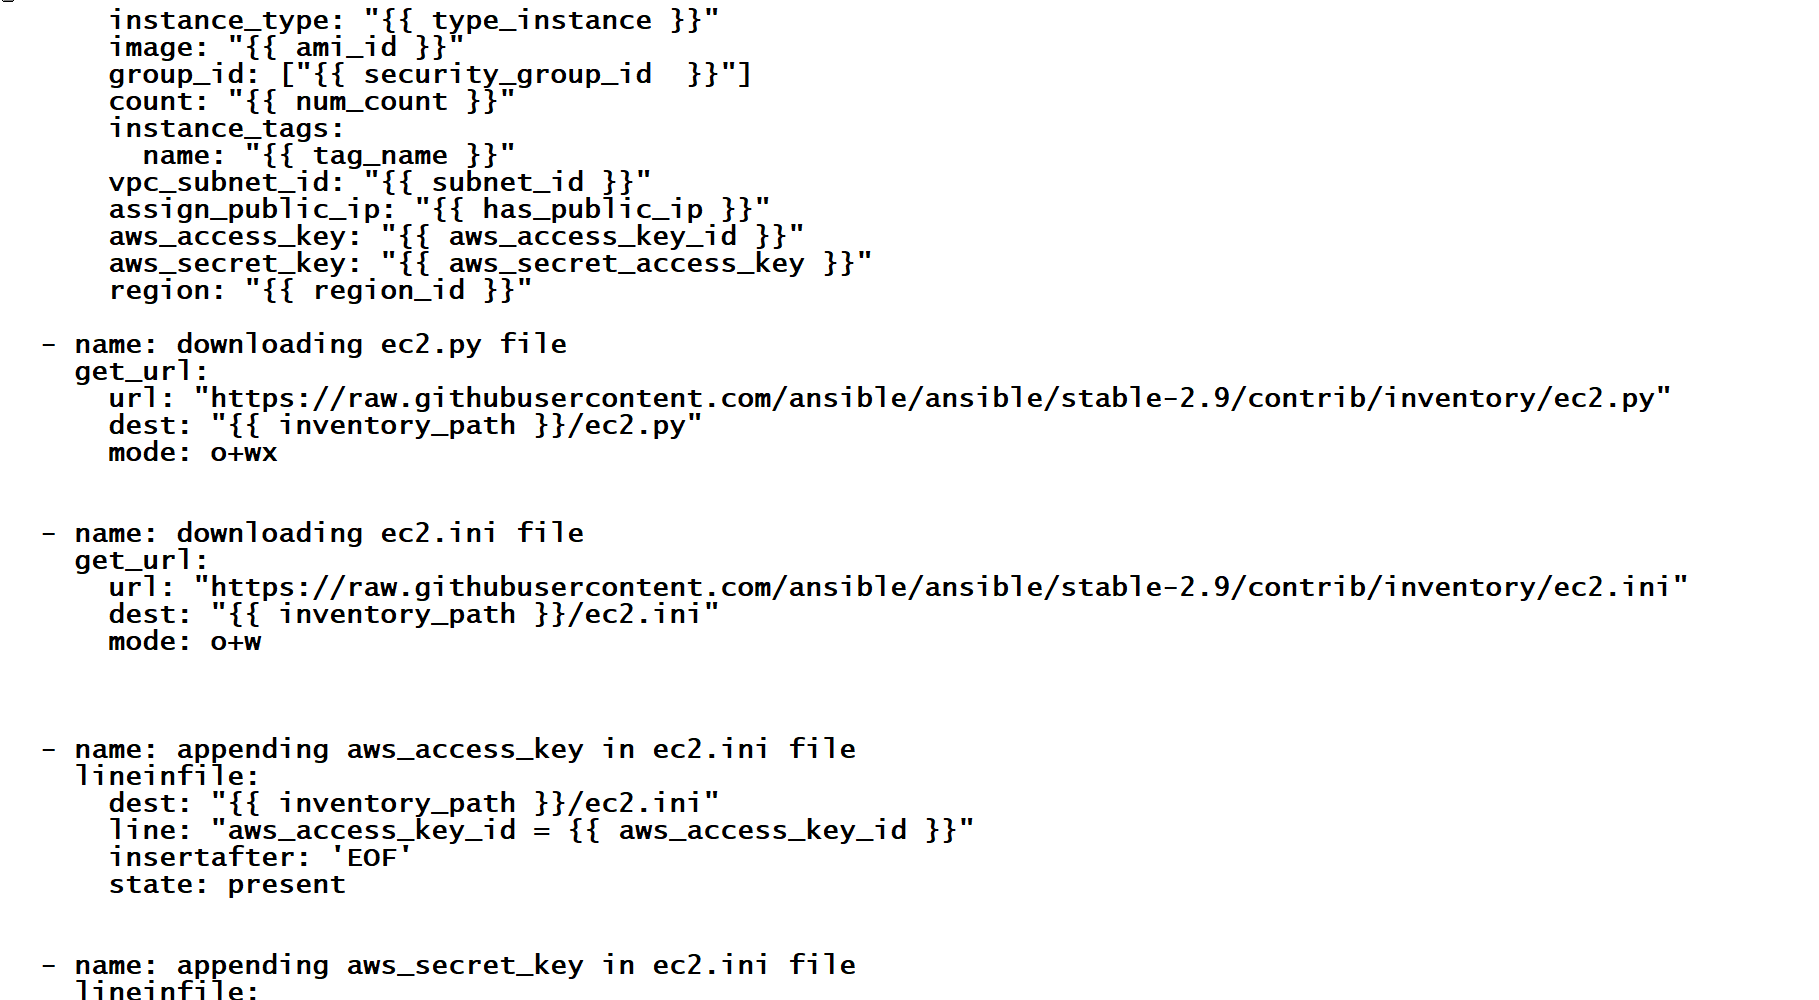 instance_type: "{{ type_instance }}"
    image: "{{ ami_id }}"
    group_id: ["{{ security_group_id  }}"]
    count: "{{ num_count }}"
    instance_tags:
      name: "{{ tag_name }}"
    vpc_subnet_id: "{{ subnet_id }}"
    assign_public_ip: "{{ has_public_ip }}"
    aws_access_key: "{{ aws_access_key_id }}"
    aws_secret_key: "{{ aws_secret_access_key }}"
    region: "{{ region_id }}"

- name: downloading ec2.py file
  get_url:
    url: "https://raw.githubusercontent.com/ansible/ansible/stable-2.9/contrib/inventory/ec2.py"
    dest: "{{ inventory_path }}/ec2.py"
    mode: o+wx

- name: downloading ec2.ini file
  get_url:
    url: "https://raw.githubusercontent.com/ansible/ansible/stable-2.9/contrib/inventory/ec2.ini"
    dest: "{{ inventory_path }}/ec2.ini"
    mode: o+w

- name: appending aws_access_key in ec2.ini file
  lineinfile:
    dest: "{{ inventory_path }}/ec2.ini"
    line: "aws_access_key_id = {{ aws_access_key_id }}"
    insertafter: 'EOF'
    state: present

- name: appending aws_secret_key in ec2.ini file
  lineinfile: